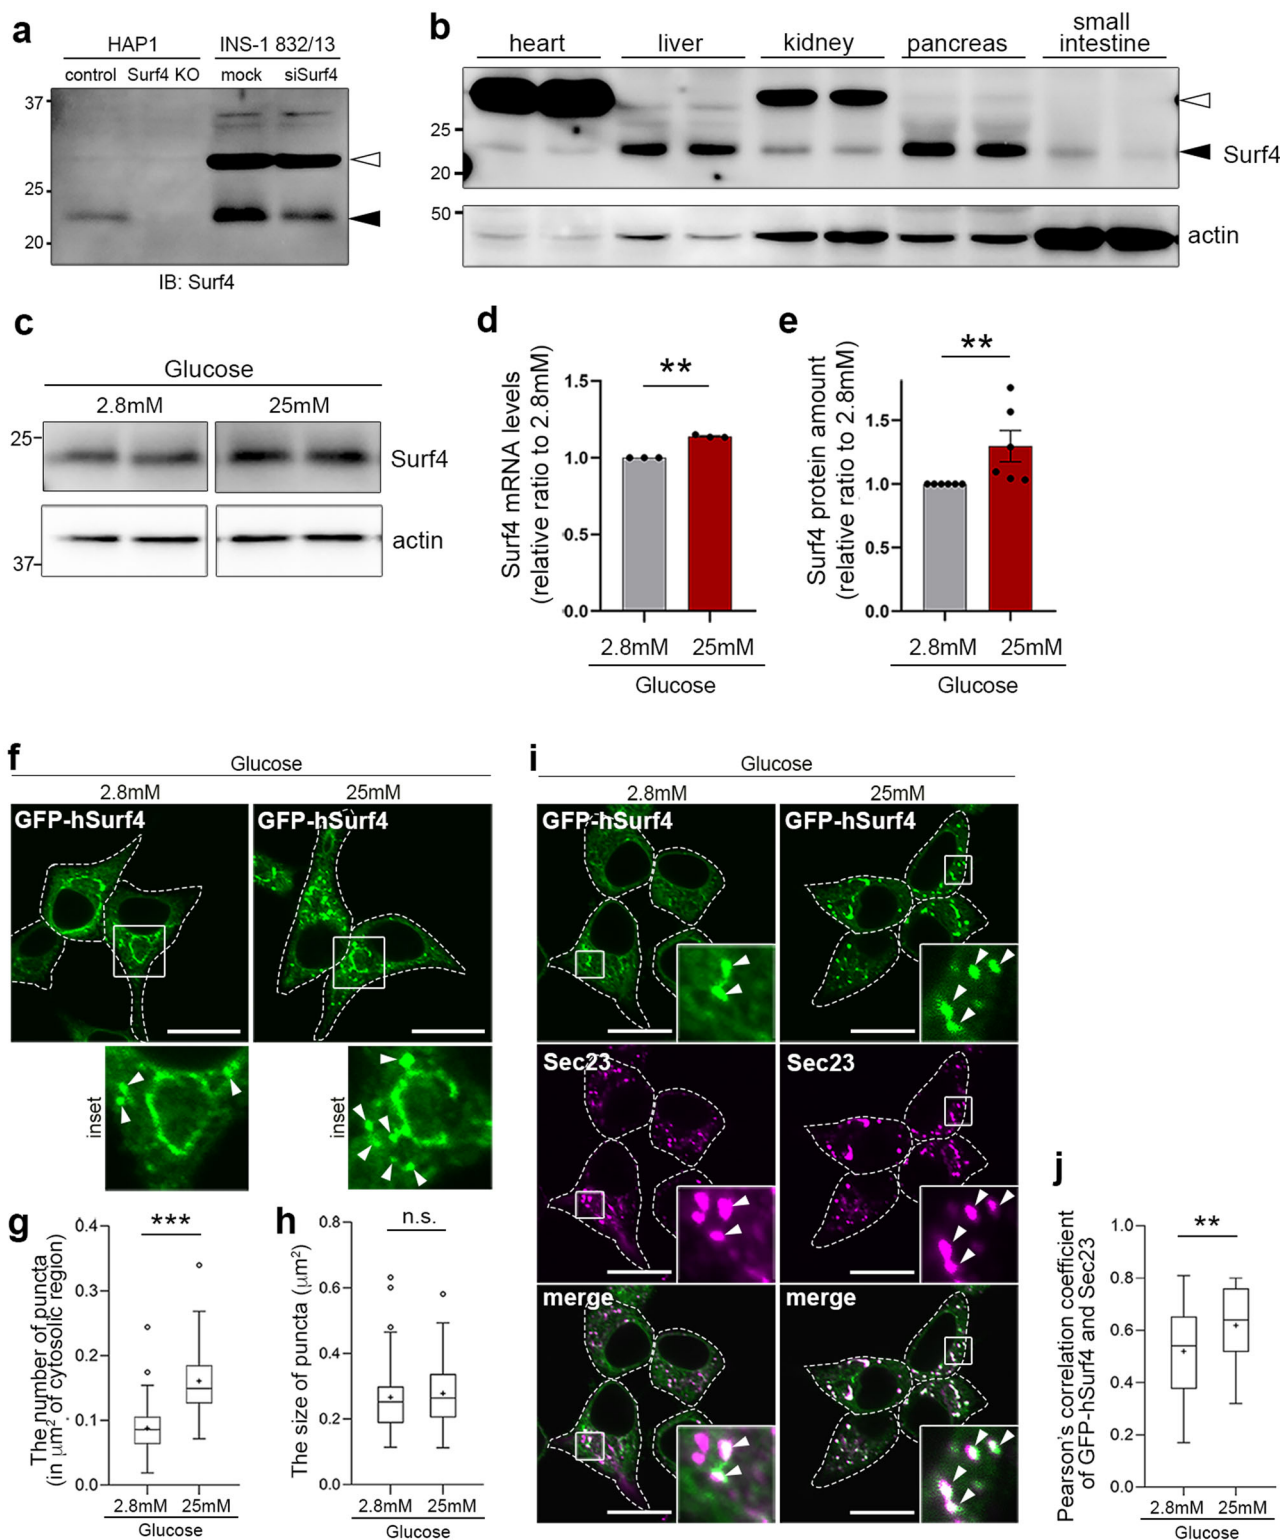 a
HAP1 INS-1 832/13
control Surf4 KO mock siSurf4
37
25
20
IB: Surf4
b
heart liver kidney pancreas small
intestine
25
20
Surf4
50
actin
c
Glucose
2.8mM 25mM
25
Surf4
actin
37
d
Surf4 mRNA levels
(relative ratio to 2.8mM)
**
1.5
1.0
0.5
0.0
2.8mM 25mM
Glucose
e
Surf4 protein amount
(relative ratio to 2.8mM)
**
1.5
1.0
0.5
0.0
2.8mM 25mM
Glucose
f
Glucose
2.8mM 25mM
GFP-hSurf4 GFP-hSurf4
inset inset
g
The number of puncta
(in μm² of cytosolic region)
***
0.4
0.3
0.2
0.1
0.0
2.8mM 25mM
Glucose
h
The size of puncta (μm²)
n.s.
0.8
0.6
0.4
0.2
0.0
2.8mM 25mM
Glucose
i
Glucose
2.8mM 25mM
GFP-hSurf4 GFP-hSurf4
Sec23 Sec23
merge merge
j
Pearson's correlation coefficient
of GFP-hSurf4 and Sec23
**
1.0
0.8
0.6
0.4
0.2
0.0
2.8mM 25mM
Glucose